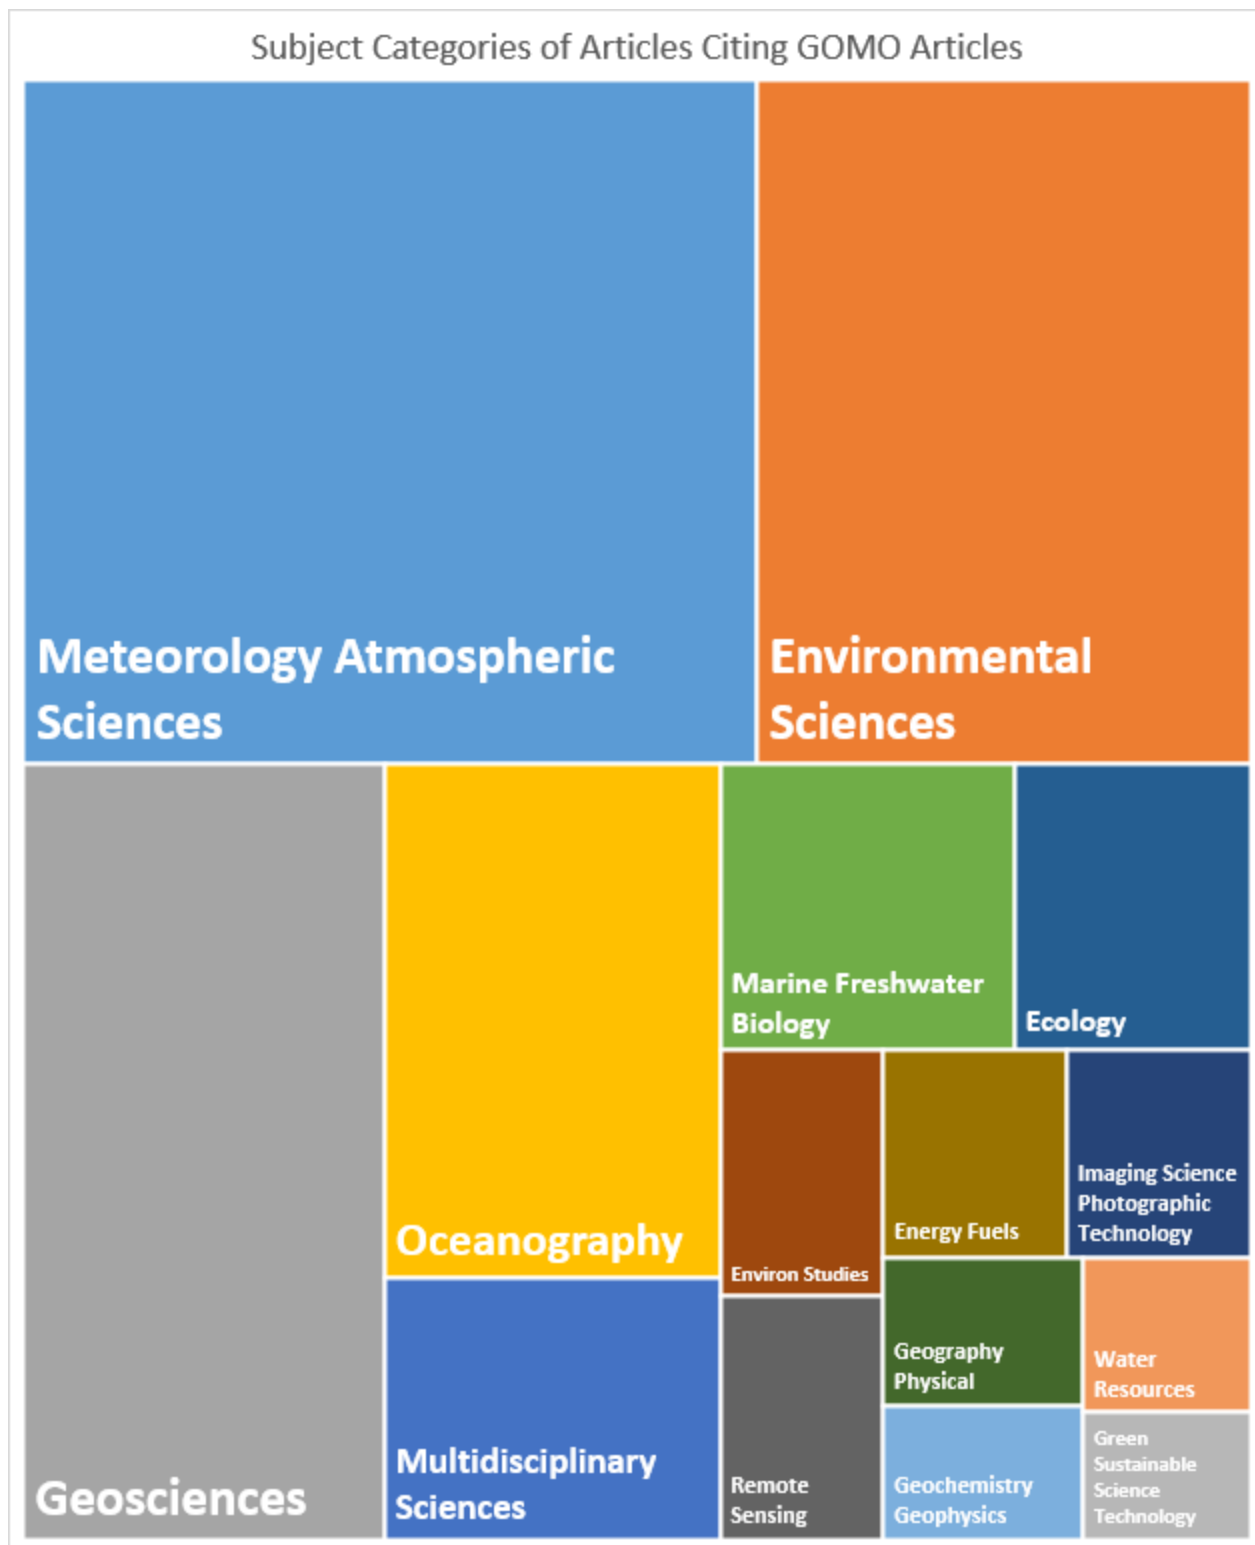 Subject Categories of Articles Citing GOMO Articles
Meteorology Atmospheric
Sciences
Environmental
Sciences
Geosciences
Oceanography
Multidisciplinary
Sciences
Marine Freshwater
Biology
Ecology
Environ Studies
Energy Fuels
Imaging Science
Photographic
Technology
Remote
Sensing
Geography
Physical
Water
Resources
Geochemistry
Geophysics
Green
Sustainable
Science
Technology